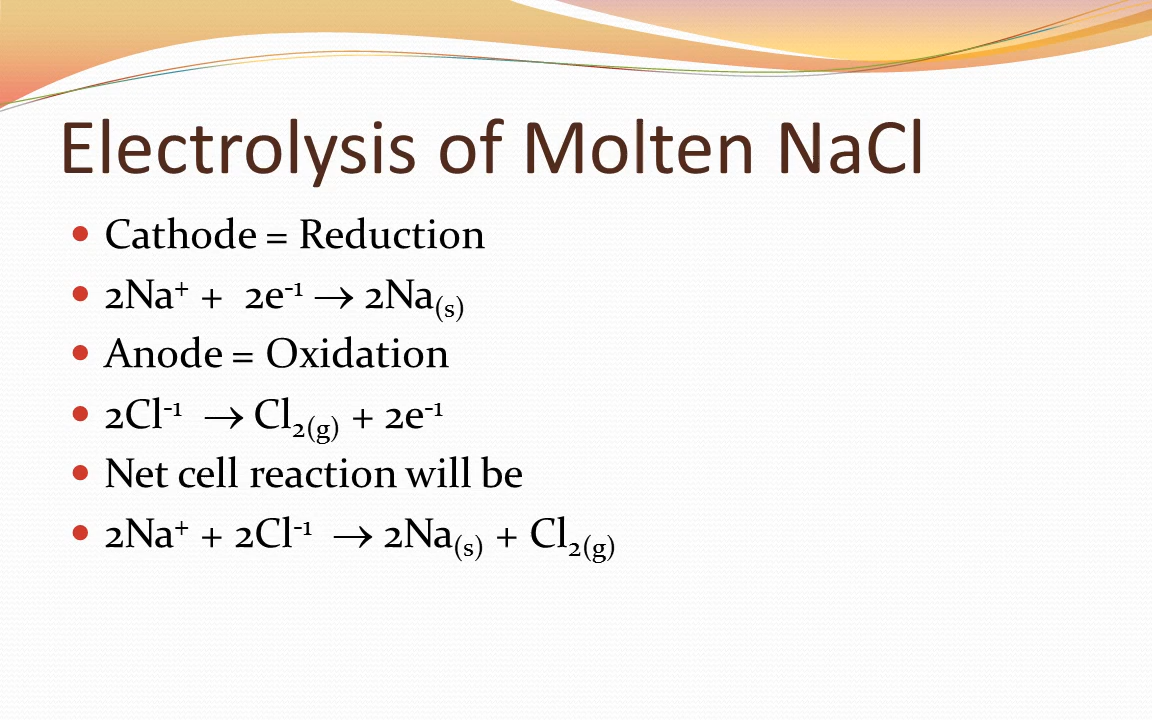 Electrolysis of Molten NaCl
• Cathode = Reduction
• 2Na⁺ + 2e⁻¹ → 2Na₍s₎
• Anode = Oxidation
• 2Cl⁻¹ → Cl₂₍g₎ + 2e⁻¹
• Net cell reaction will be
• 2Na⁺ + 2Cl⁻¹ → 2Na₍s₎ + Cl₂₍g₎